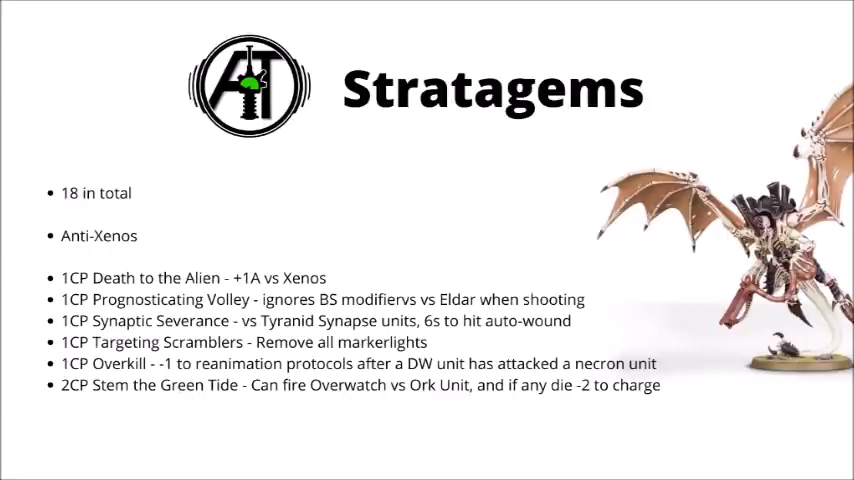 AT
Stratagems
18 in total
Anti-Xenos
1CP Death to the Alien - +1A vs Xenos
1CP Prognosticating Volley - ignores BS modifiervs vs Eldar when shooting
1CP Synaptic Severance - vs Tyranid Synapse units, 6s to hit auto-wound
1CP Targeting Scramblers - Remove all markerlights
1CP Overkill - -1 to reanimation protocols after a DW unit has attacked a necron unit
2CP Stem the Green Tide - Can fire Overwatch vs Ork Unit, and if any die -2 to charge